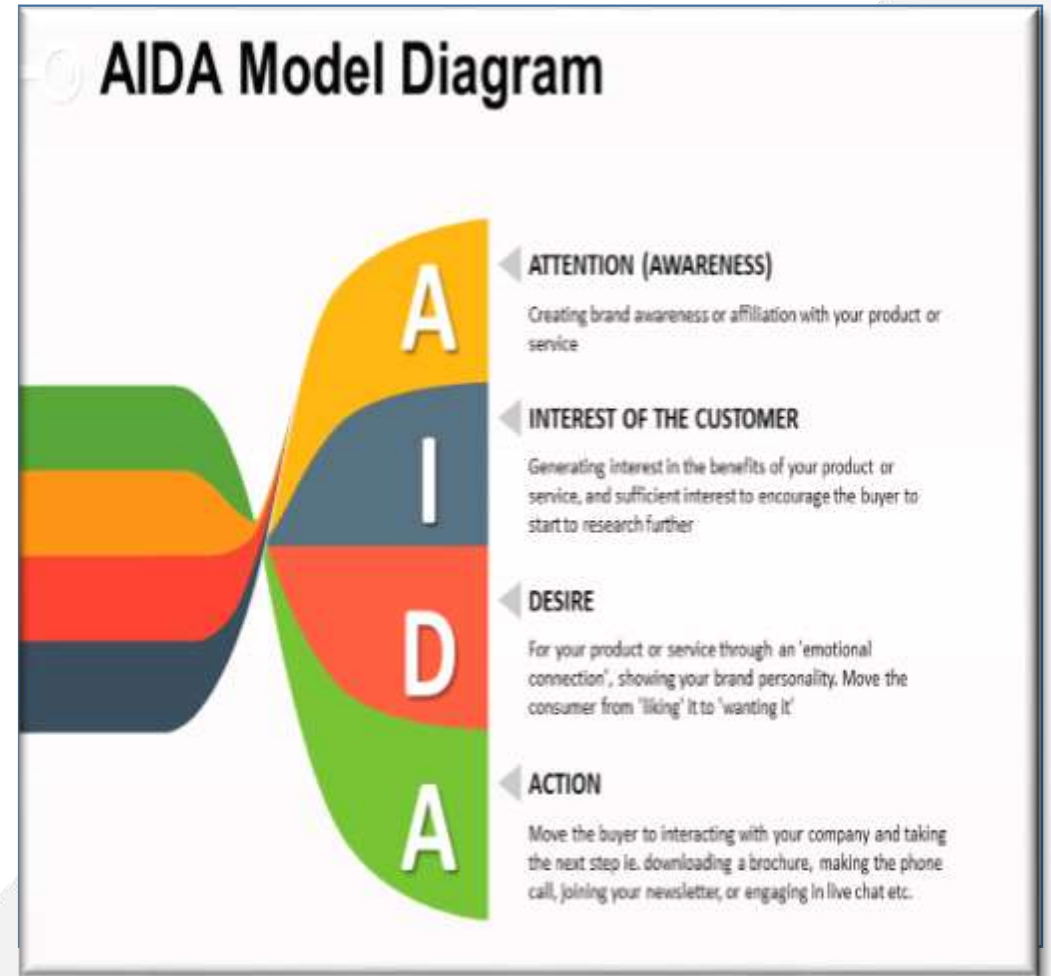 AIDA Model Diagram
A
ATTENTION (AWARENESS)
Creating brand awareness or affiliation with your product or
service
I
INTEREST OF THE CUSTOMER
Generating interest in the benefits of your product or
service, and sufficient interest to encourage the buyer to
start to research further
D
DESIRE
For your product or service through an 'emotional
connection', showing your brand personality. Move the
consumer from 'liking' it to 'wanting it'
A
ACTION
Move the buyer to interacting with your company and taking
the next step ie. downloading a brochure, making the phone
call, joining your newsletter, or engaging in live chat etc.